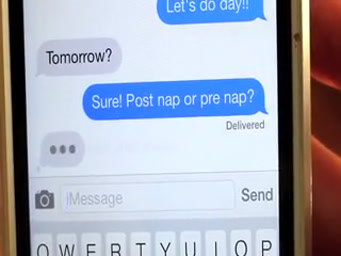 Let's do day!!
Tomorrow?
Sure! Post nap or pre nap?
Delivered
iMessage Send
Q W E R T Y U I O P